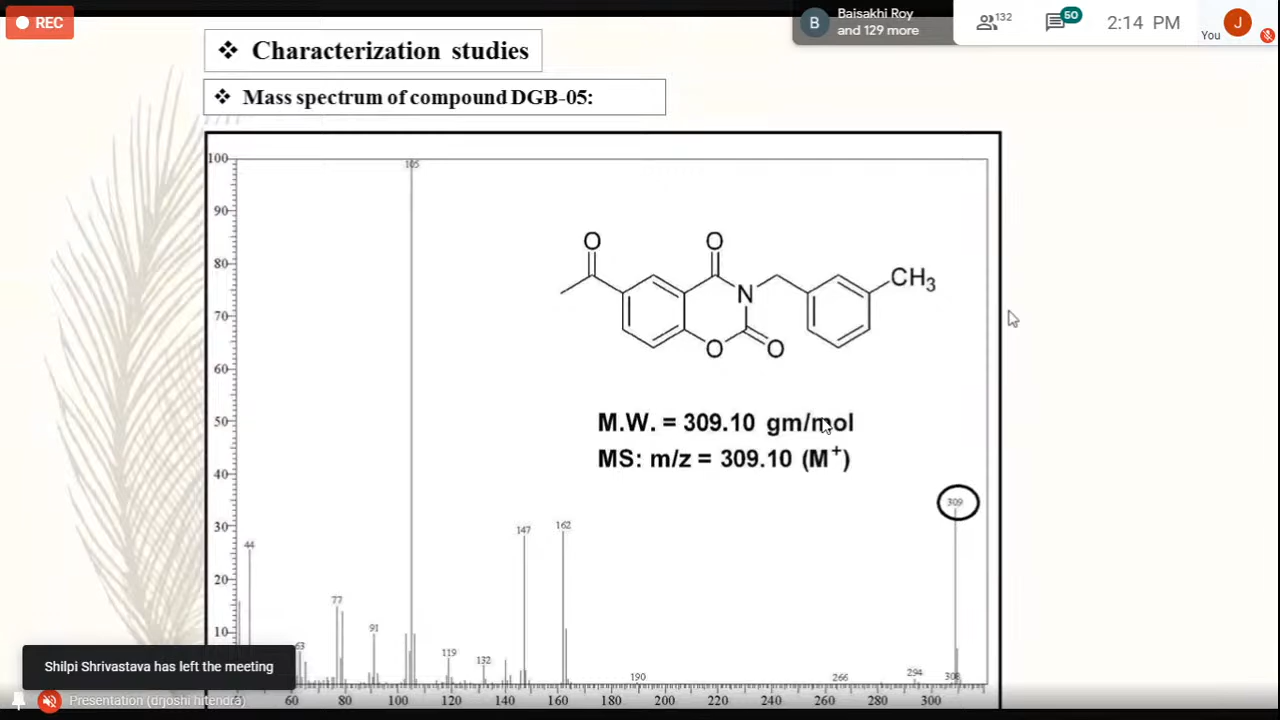 REC
B
Baisakhi Roy
and 129 more
132
50
2:14 PM
You
J
❖ Characterization studies
❖ Mass spectrum of compound DGB-05:
100
90
80
70
60
50
40
30
20
10
105
O
O
N
CH3
O
O
M.W. = 309.10 gm/mol
MS: m/z = 309.10 (M+)
309
162
147
44
77
91
63
119
132
190
266
294
308
60
80
100
120
140
160
180
200
220
240
260
280
300
Shilpi Shrivastava has left the meeting
Presentation (drjoshi hitendra)